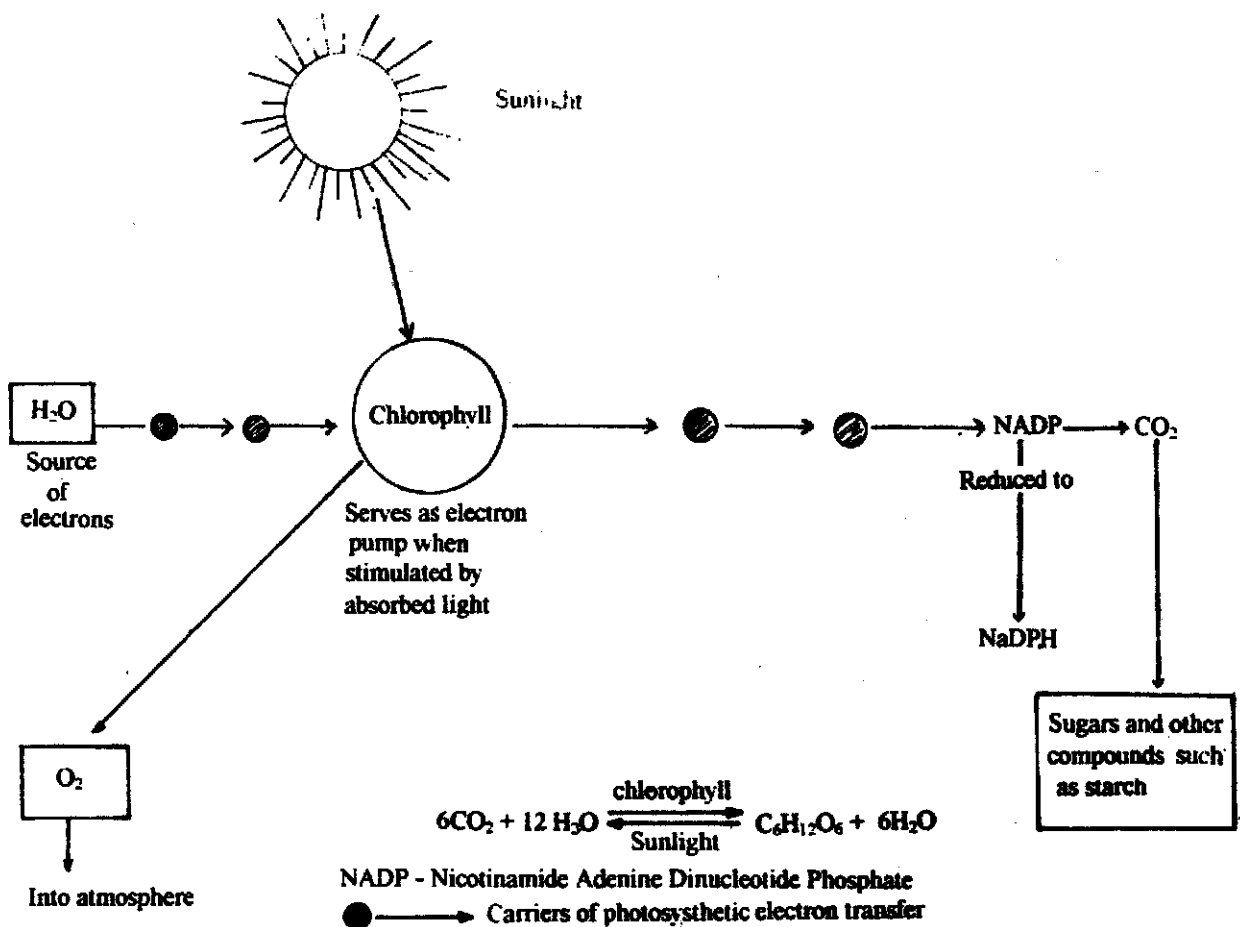 Sunlight
H₂O
Source
of
electrons
Chlorophyll
Serves as electron
pump when
stimulated by
absorbed light
NADP
CO₂
Reduced to
NaDPH
Sugars and other
compounds such
as starch
O₂
Into atmosphere
chlorophyll
6CO₂ + 12 H₃O ⇌ C₆H₁₂O₆ + 6H₂O
Sunlight
NADP - Nicotinamide Adenine Dinucleotide Phosphate
Carriers of photosysthetic electron transfer